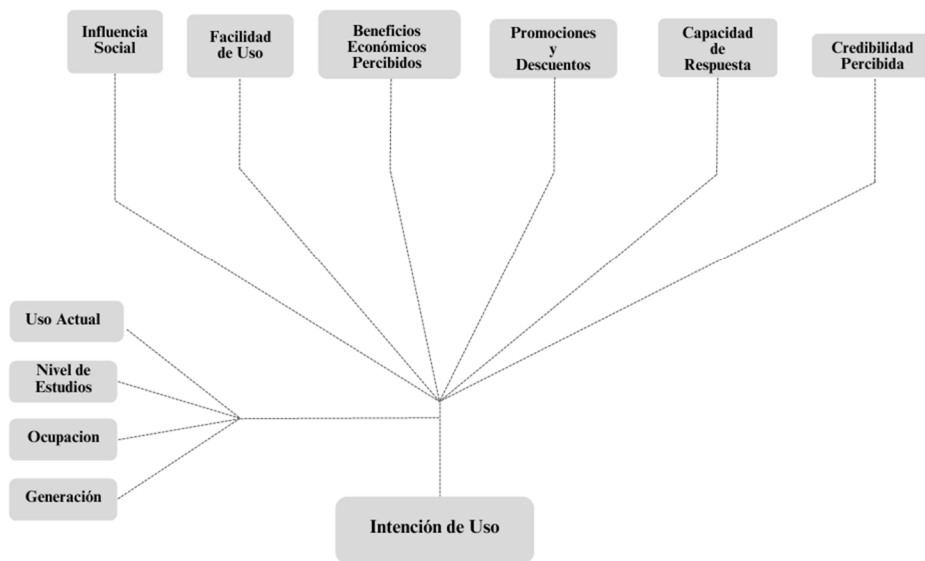 Influencia
Social
Facilidad
de Uso
Beneficios
Económicos
Percibidos
Promociones
y
Descuentos
Capacidad
de
Respuesta
Credibilidad
Percibida
Uso Actual
Nivel de
Estudios
Ocupacion
Generación
Intención de Uso